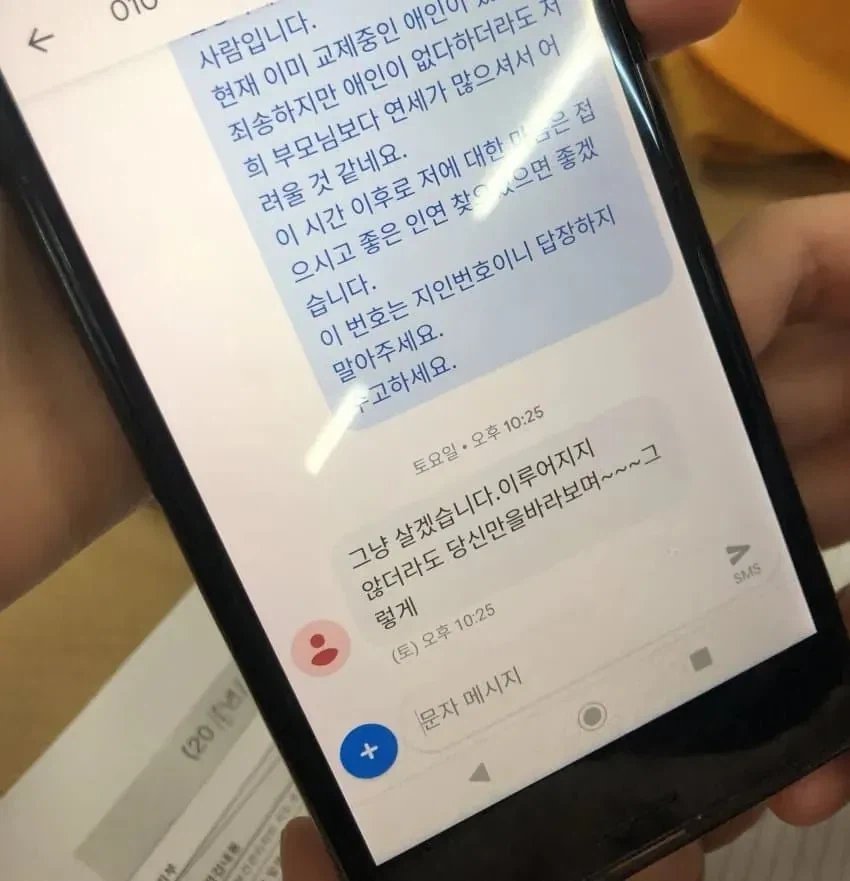 010
사람입니다.
현재 이미 교제중인 애인이
죄송하지만 애인이 없다하더라도 저
희 부모님보다 연세가 많으셔서 어
려울 것 같네요.
이 시간 이후로 저에 대한 은 접
으시고 좋은 인연 찾 으면 좋겠
습니다.
이 번호는 지인번호이니 답장하지
말아주세요.
고하세요.
토요일 • 오후 10:25
그냥 살겠습니다.이루어지지
않더라도 당신만을바라보며~~~그
렇게
(토) 오후 10:25
SMS
문자 메시지
(20